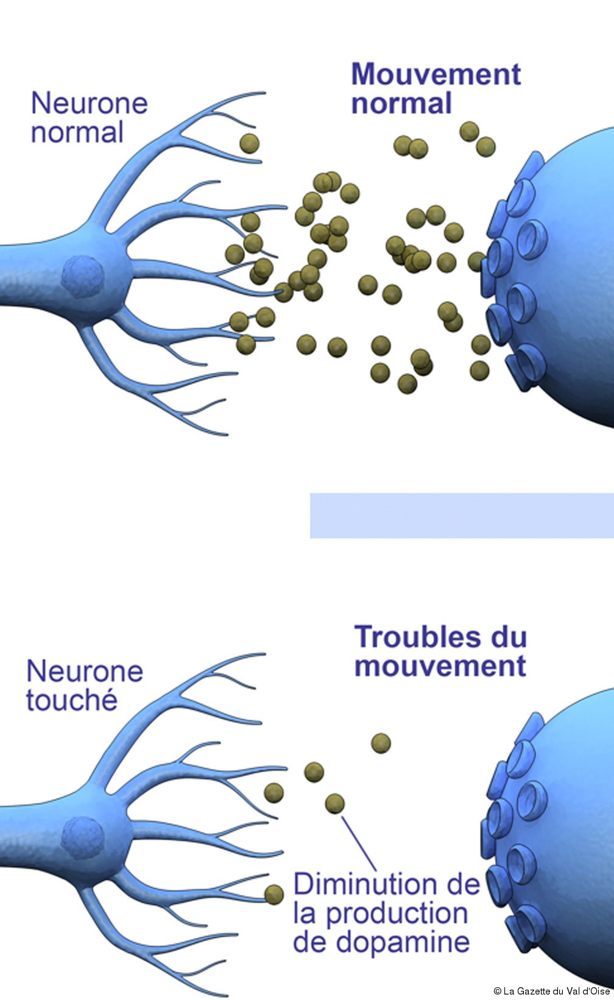 Mouvement
normal
Neurone
normal
Troubles du
mouvement
Neurone
touché
Diminution de
la production
de dopamine
© La Gazette du Val d'Oise